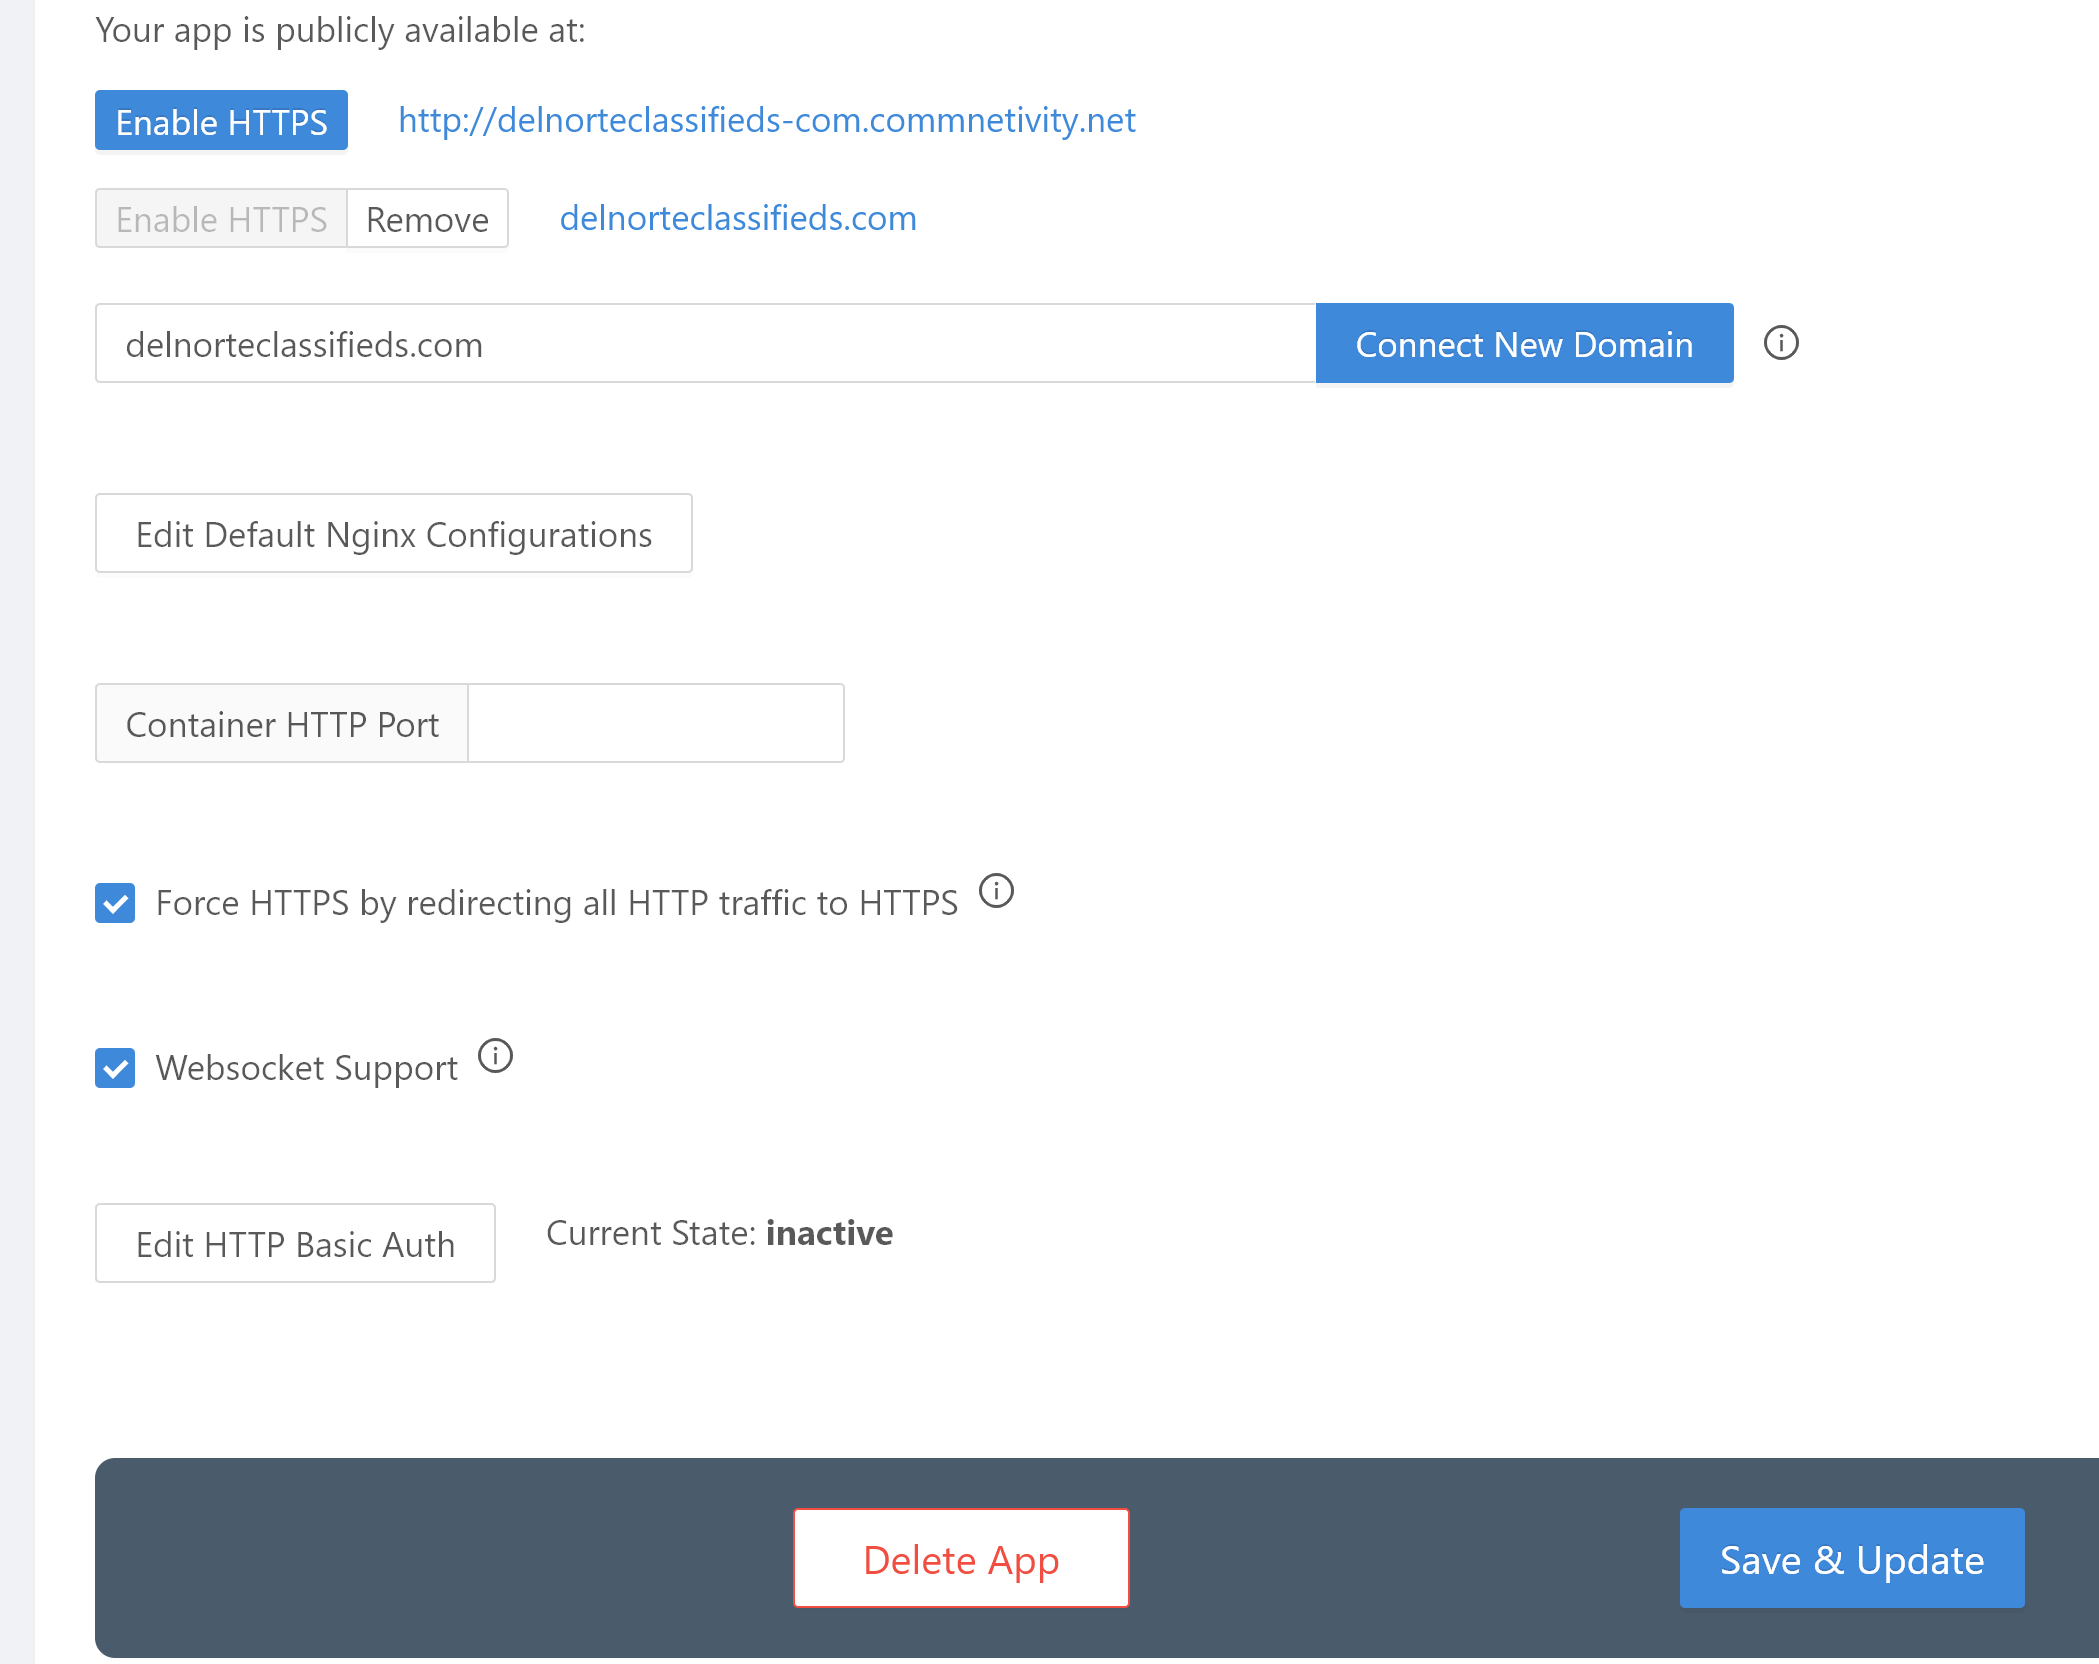 Your app is publicly available at:
Enable HTTPS http://delnorteclassifieds-com.commnetivity.net
Enable HTTPS Remove delnorteclassifieds.com
delnorteclassifieds.com Connect New Domain
Edit Default Nginx Configurations
Container HTTP Port
Force HTTPS by redirecting all HTTP traffic to HTTPS
Websocket Support
Edit HTTP Basic Auth Current State: inactive
Delete App Save & Update